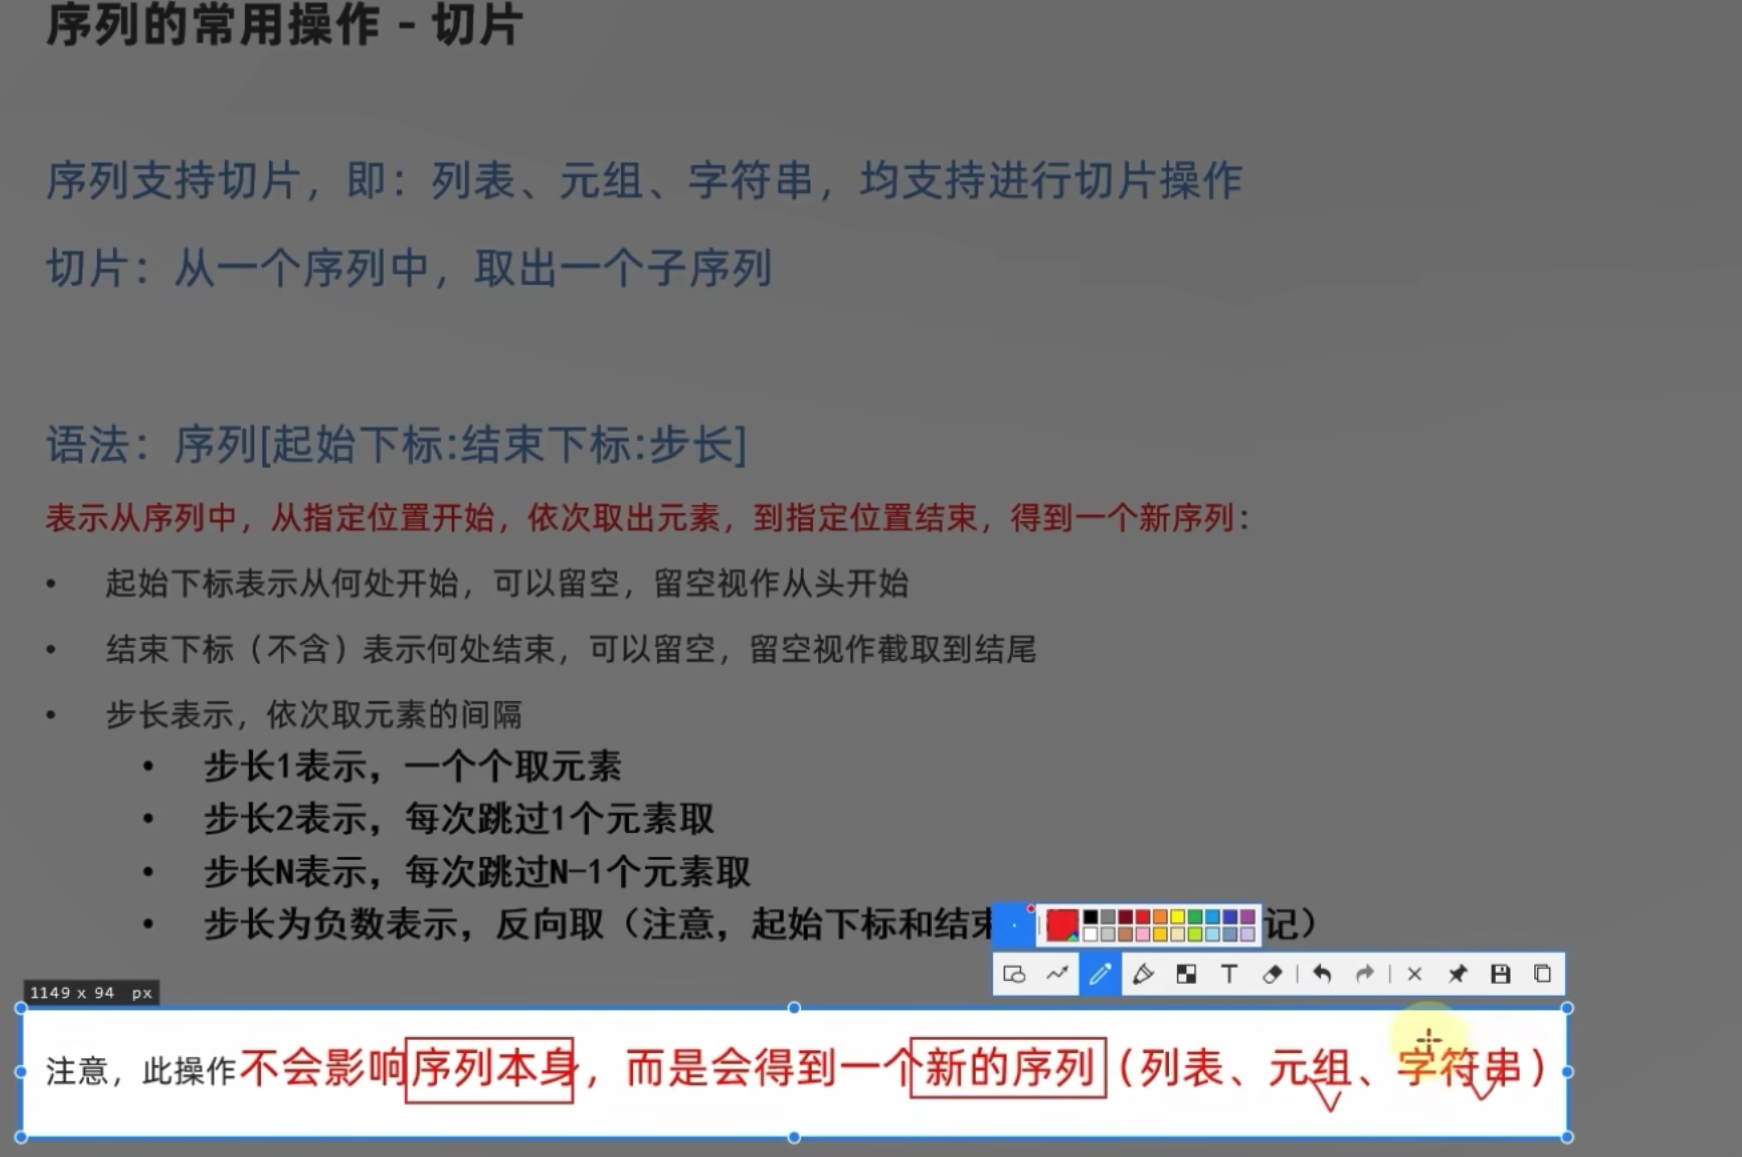 序列的常用操作 - 切片
序列支持切片，即：列表、元组、字符串，均支持进行切片操作
切片：从一个序列中，取出一个子序列
语法：序列[起始下标:结束下标:步长]
表示从序列中，从指定位置开始，依次取出元素，到指定位置结束，得到一个新序列：
• 起始下标表示从何处开始，可以留空，留空视作从头开始
• 结束下标（不含）表示何处结束，可以留空，留空视作截取到结尾
• 步长表示，依次取元素的间隔
• 步长1表示，一个个取元素
• 步长2表示，每次跳过1个元素取
• 步长N表示，每次跳过N-1个元素取
• 步长为负数表示，反向取（注意，起始下标和结束 记）
1149 x 94 px
注意，此操作不会影响序列本身，而是会得到一个新的序列（列表、元组、字符串）